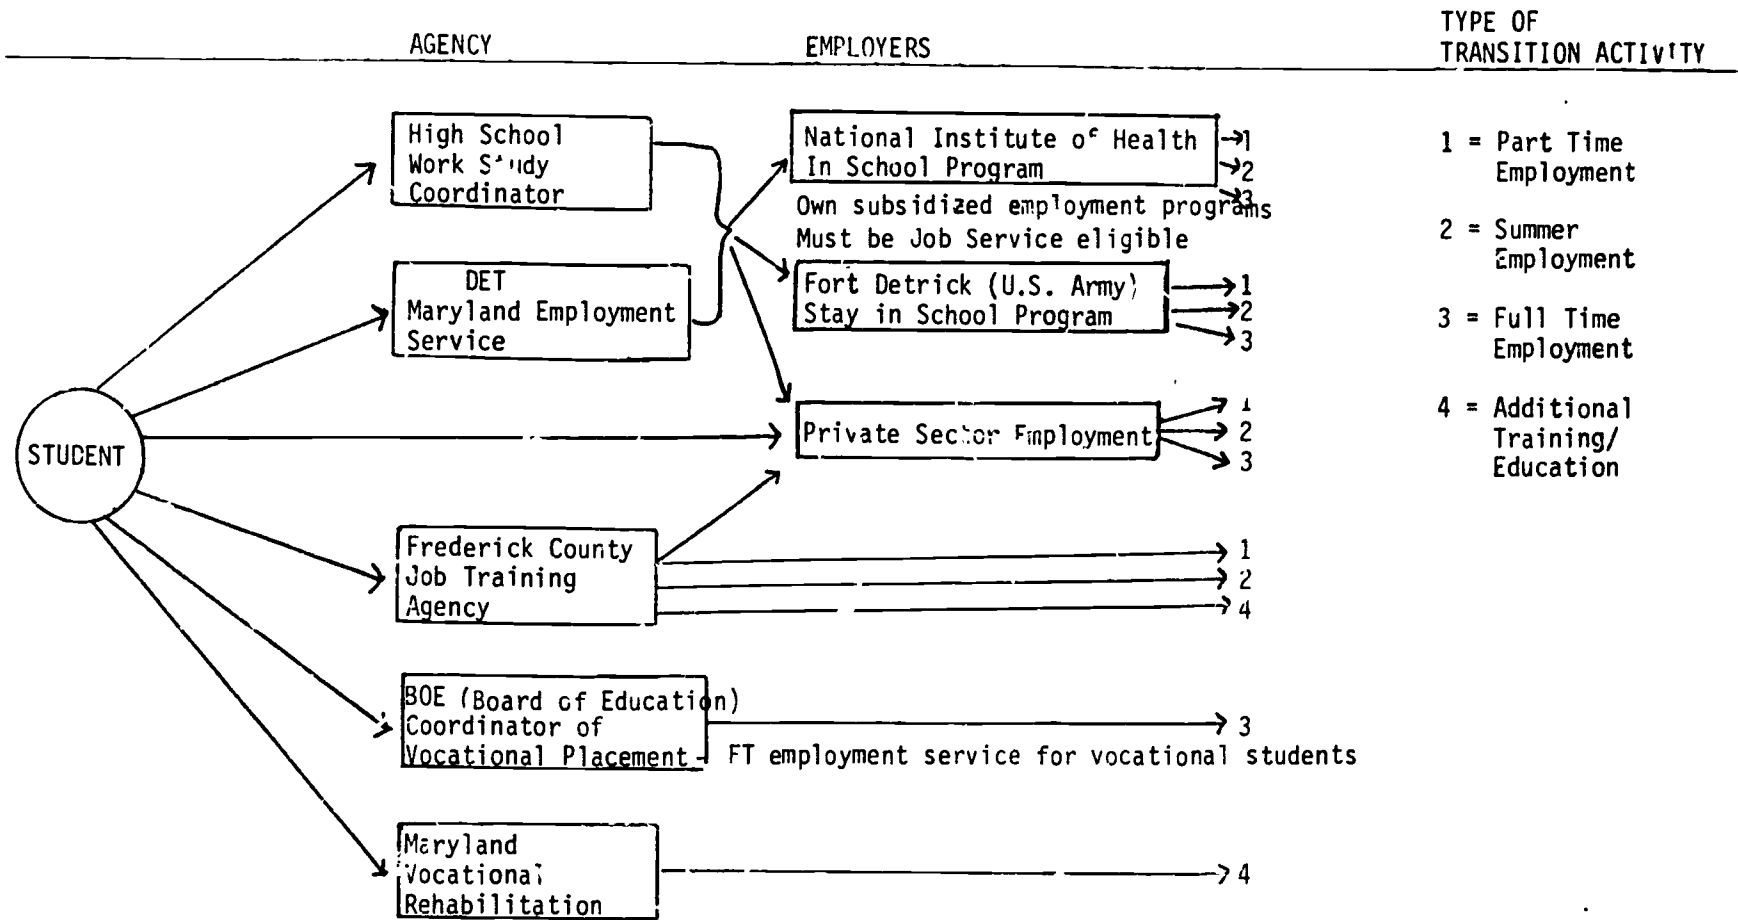 AGENCY
EMPLOYERS
TYPE OF
TRANSITION ACTIVITY
High School
Work Study
Coordinator
DET
Maryland Employment
Service
STUDENT
Frederick County
Job Training
Agency
BOE (Board of Education)
Coordinator of
Vocational Placement - FT employment service for vocational students
Maryland
Vocational
Rehabilitation
National Institute of Health
In School Program
1
2
3
Own subsidized employment programs
Must be Job Service eligible
Fort Detrick (U.S. Army)
Stay in School Program
1
2
3
Private Sector Employment
1
2
3
1
2
4
3
4
1 = Part Time
Employment
2 = Summer
Employment
3 = Full Time
Employment
4 = Additional
Training/
Education